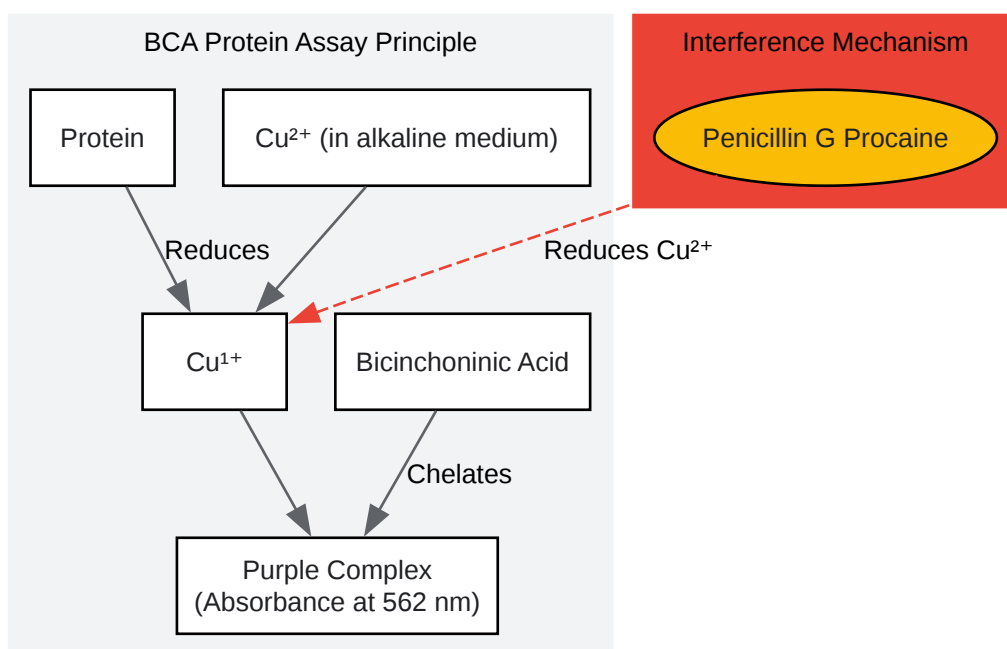 BCA Protein Assay Principle
Interference Mechanism
Protein
Cu²⁺ (in alkaline medium)
Penicillin G Procaine
Reduces
Reduces Cu²⁺
Cu¹⁺
Bicinchoninic Acid
Chelates
Purple Complex
(Absorbance at 562 nm)